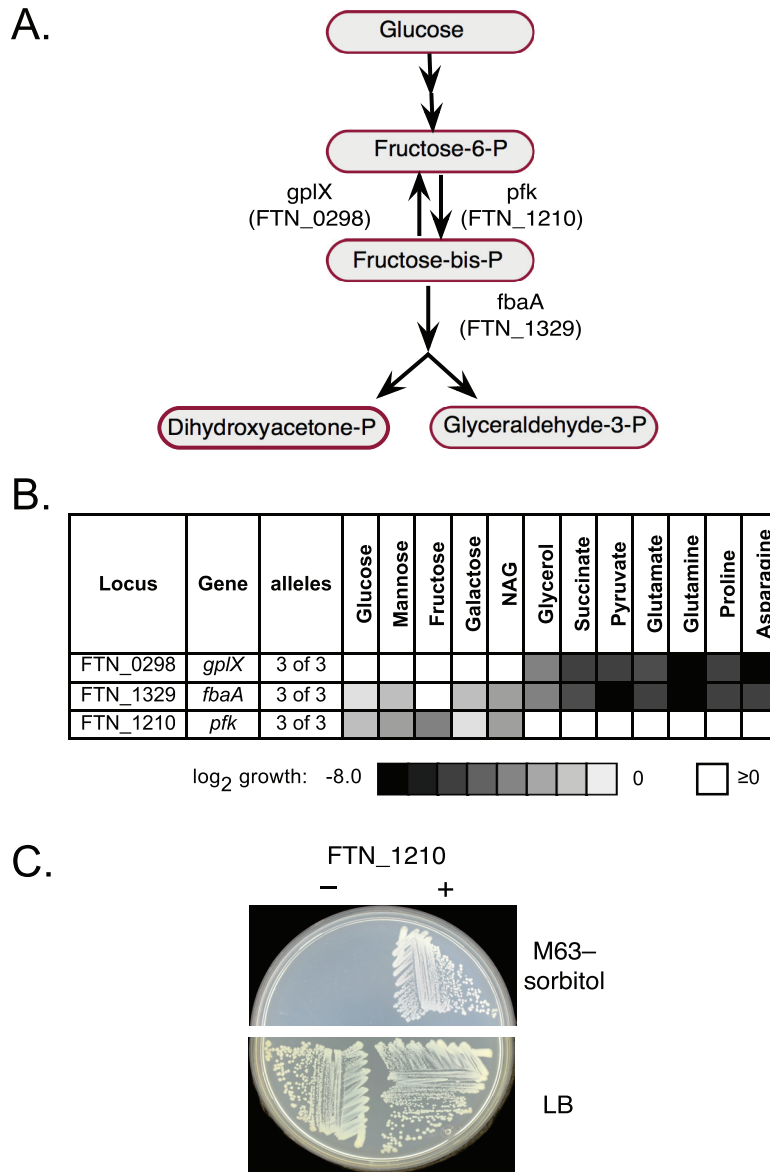 A.
Glucose
Fructose-6-P
gplX
(FTN_0298)
pfk
(FTN_1210)
Fructose-bis-P
fbaA
(FTN_1329)
Dihydroxyacetone-P
Glyceraldehyde-3-P
B.
Locus Gene alleles Glucose Mannose Fructose Galactose NAG Glycerol Succinate Pyruvate Glutamate Glutamine Proline Asparagine
FTN_0298 gplX 3 of 3
FTN_1329 fbaA 3 of 3
FTN_1210 pfk 3 of 3
log2 growth: -8.0 0 ≥0
C.
FTN_1210
– +
M63–
sorbitol
LB